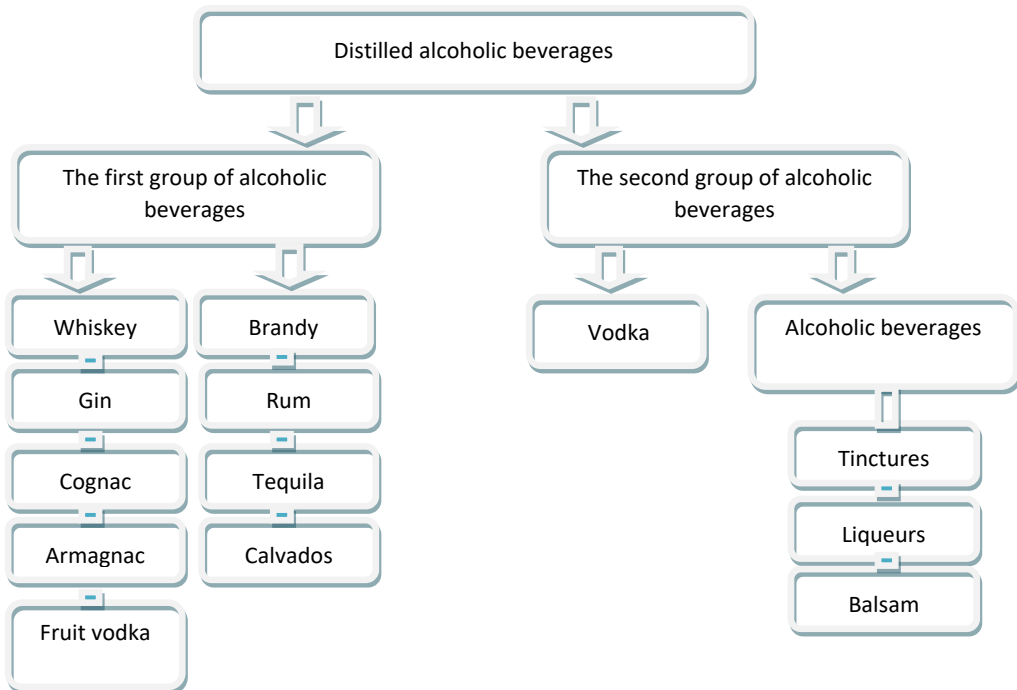 Distilled alcoholic beverages
The first group of alcoholic
beverages
The second group of alcoholic
beverages
Whiskey
Gin
Cognac
Armagnac
Fruit vodka
Brandy
Rum
Tequila
Calvados
Vodka
Alcoholic beverages
Tinctures
Liqueurs
Balsam